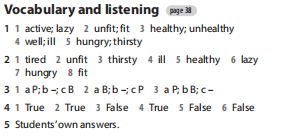 Vocabulary and listening page 38
1 1 active; lazy 2 unfit; fit 3 healthy; unhealthy
4 well; ill 5 hungry; thirsty
2 1 tired 2 unfit 3 thirsty 4 ill 5 healthy 6 lazy
7 hungry 8 fit
3 1 a P; b –; c B 2 a B; b –; c P 3 a P; b B; c –
4 1 True 2 True 3 False 4 True 5 False 6 False
5 Students' own answers.